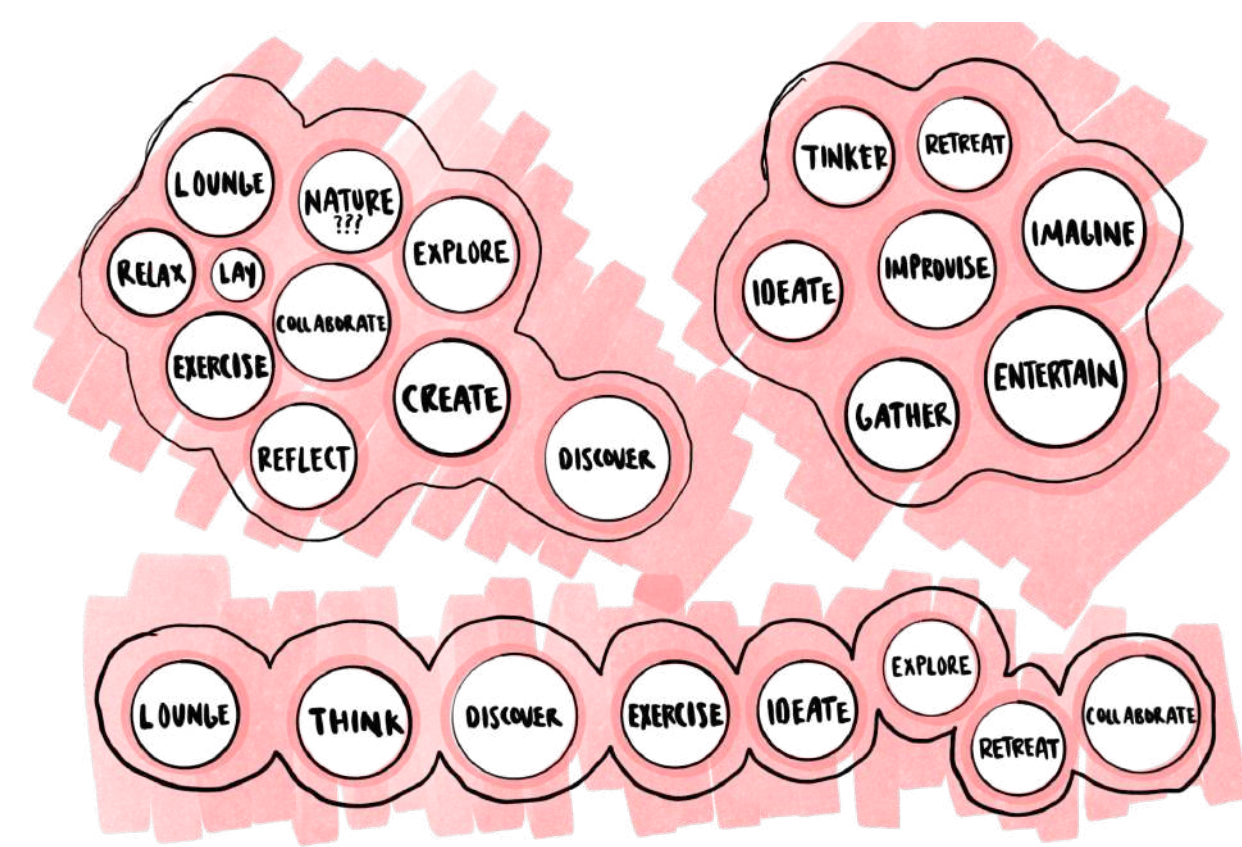 LOUNGE
NATURE
???
EXPLORE
RELAX
LAY
COLLABORATE
EXERCISE
CREATE
REFLECT
DISCOVER
TINKER
RETREAT
IMAGINE
IMPROVISE
IDEATE
ENTERTAIN
GATHER
LOUNGE
THINK
DISCOVER
EXERCISE
IDEATE
EXPLORE
RETREAT
COLLABORATE